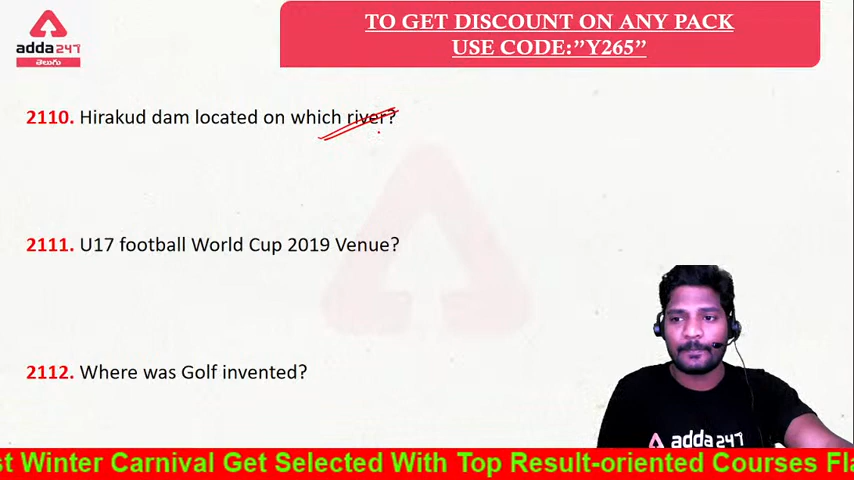 TO GET DISCOUNT ON ANY PACK
USE CODE:”Y265”
adda247
తెలుగు
2110. Hirakud dam located on which river?
2111. U17 football World Cup 2019 Venue?
2112. Where was Golf invented?
adda247
st Winter Carnival Get Selected With Top Result-oriented Courses Fla